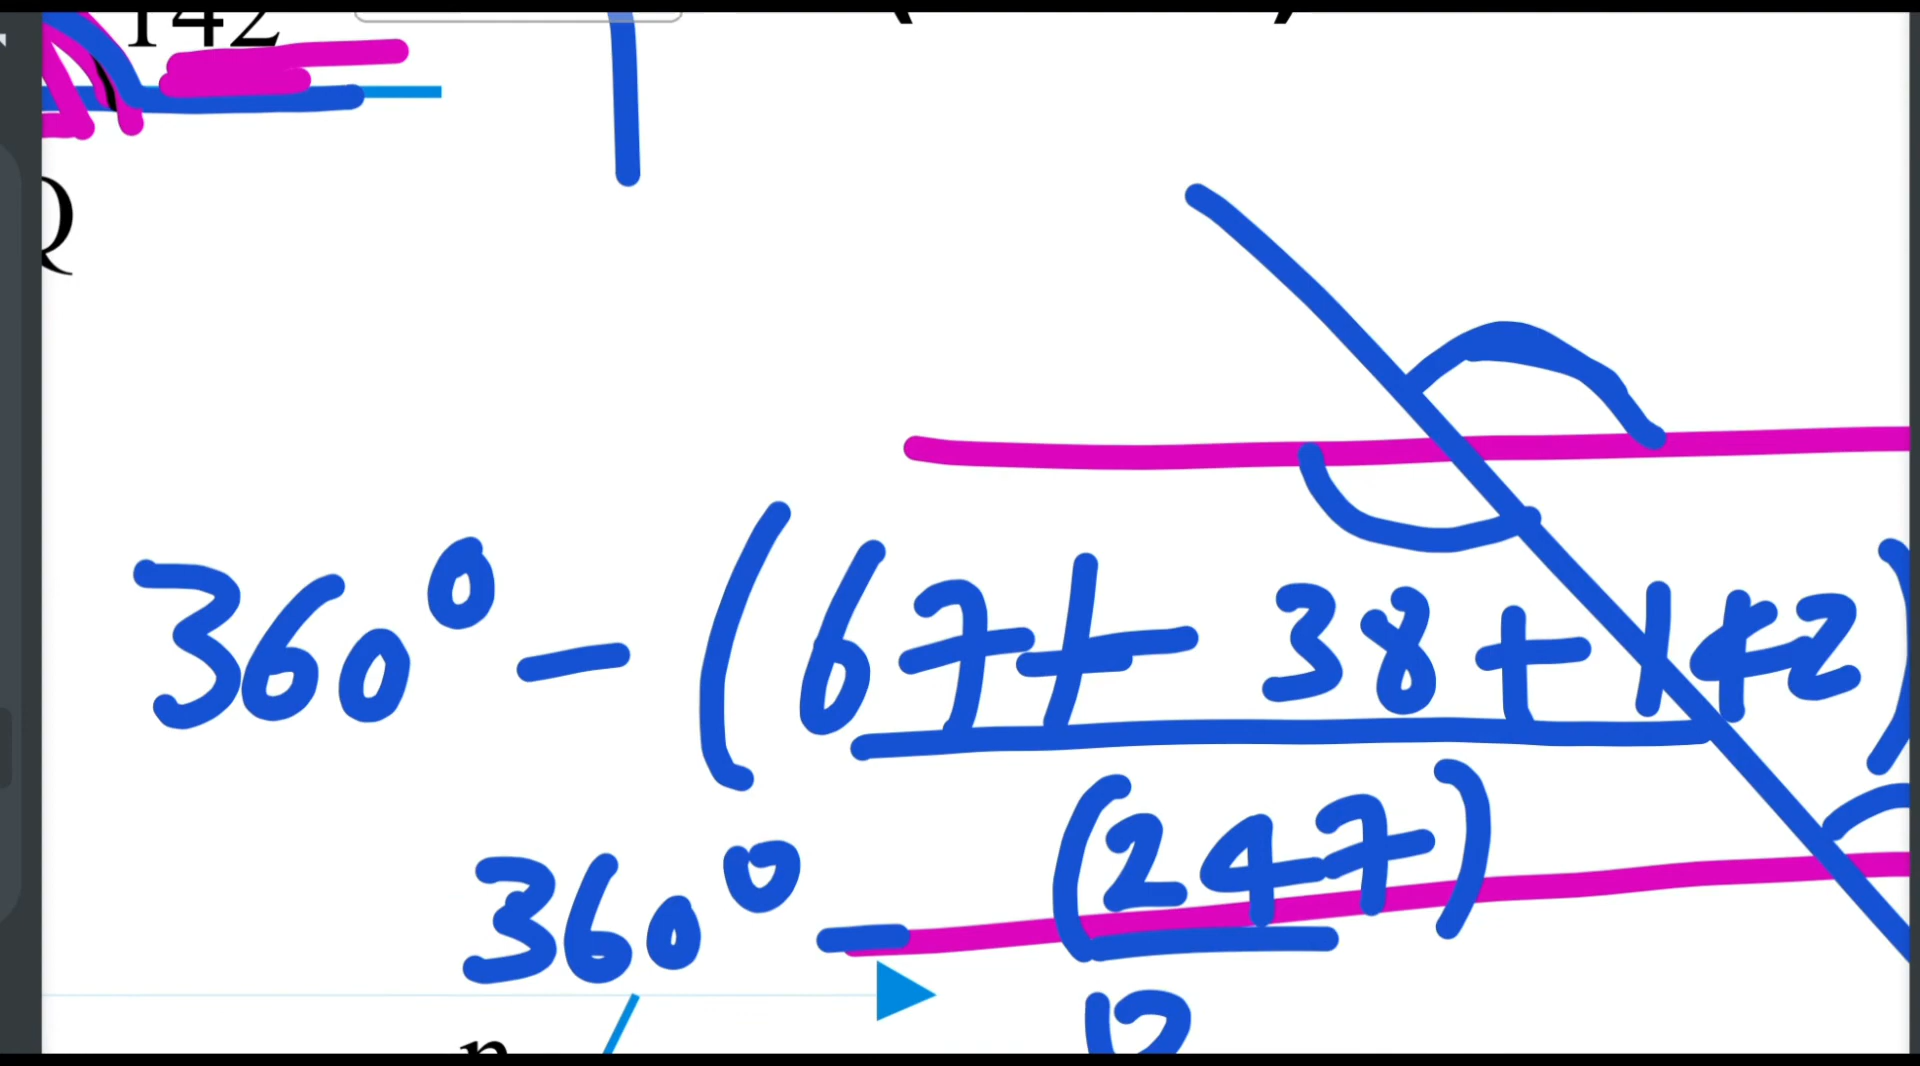 142
Q
360° - (67 + 38 + 142)
360° - (247)